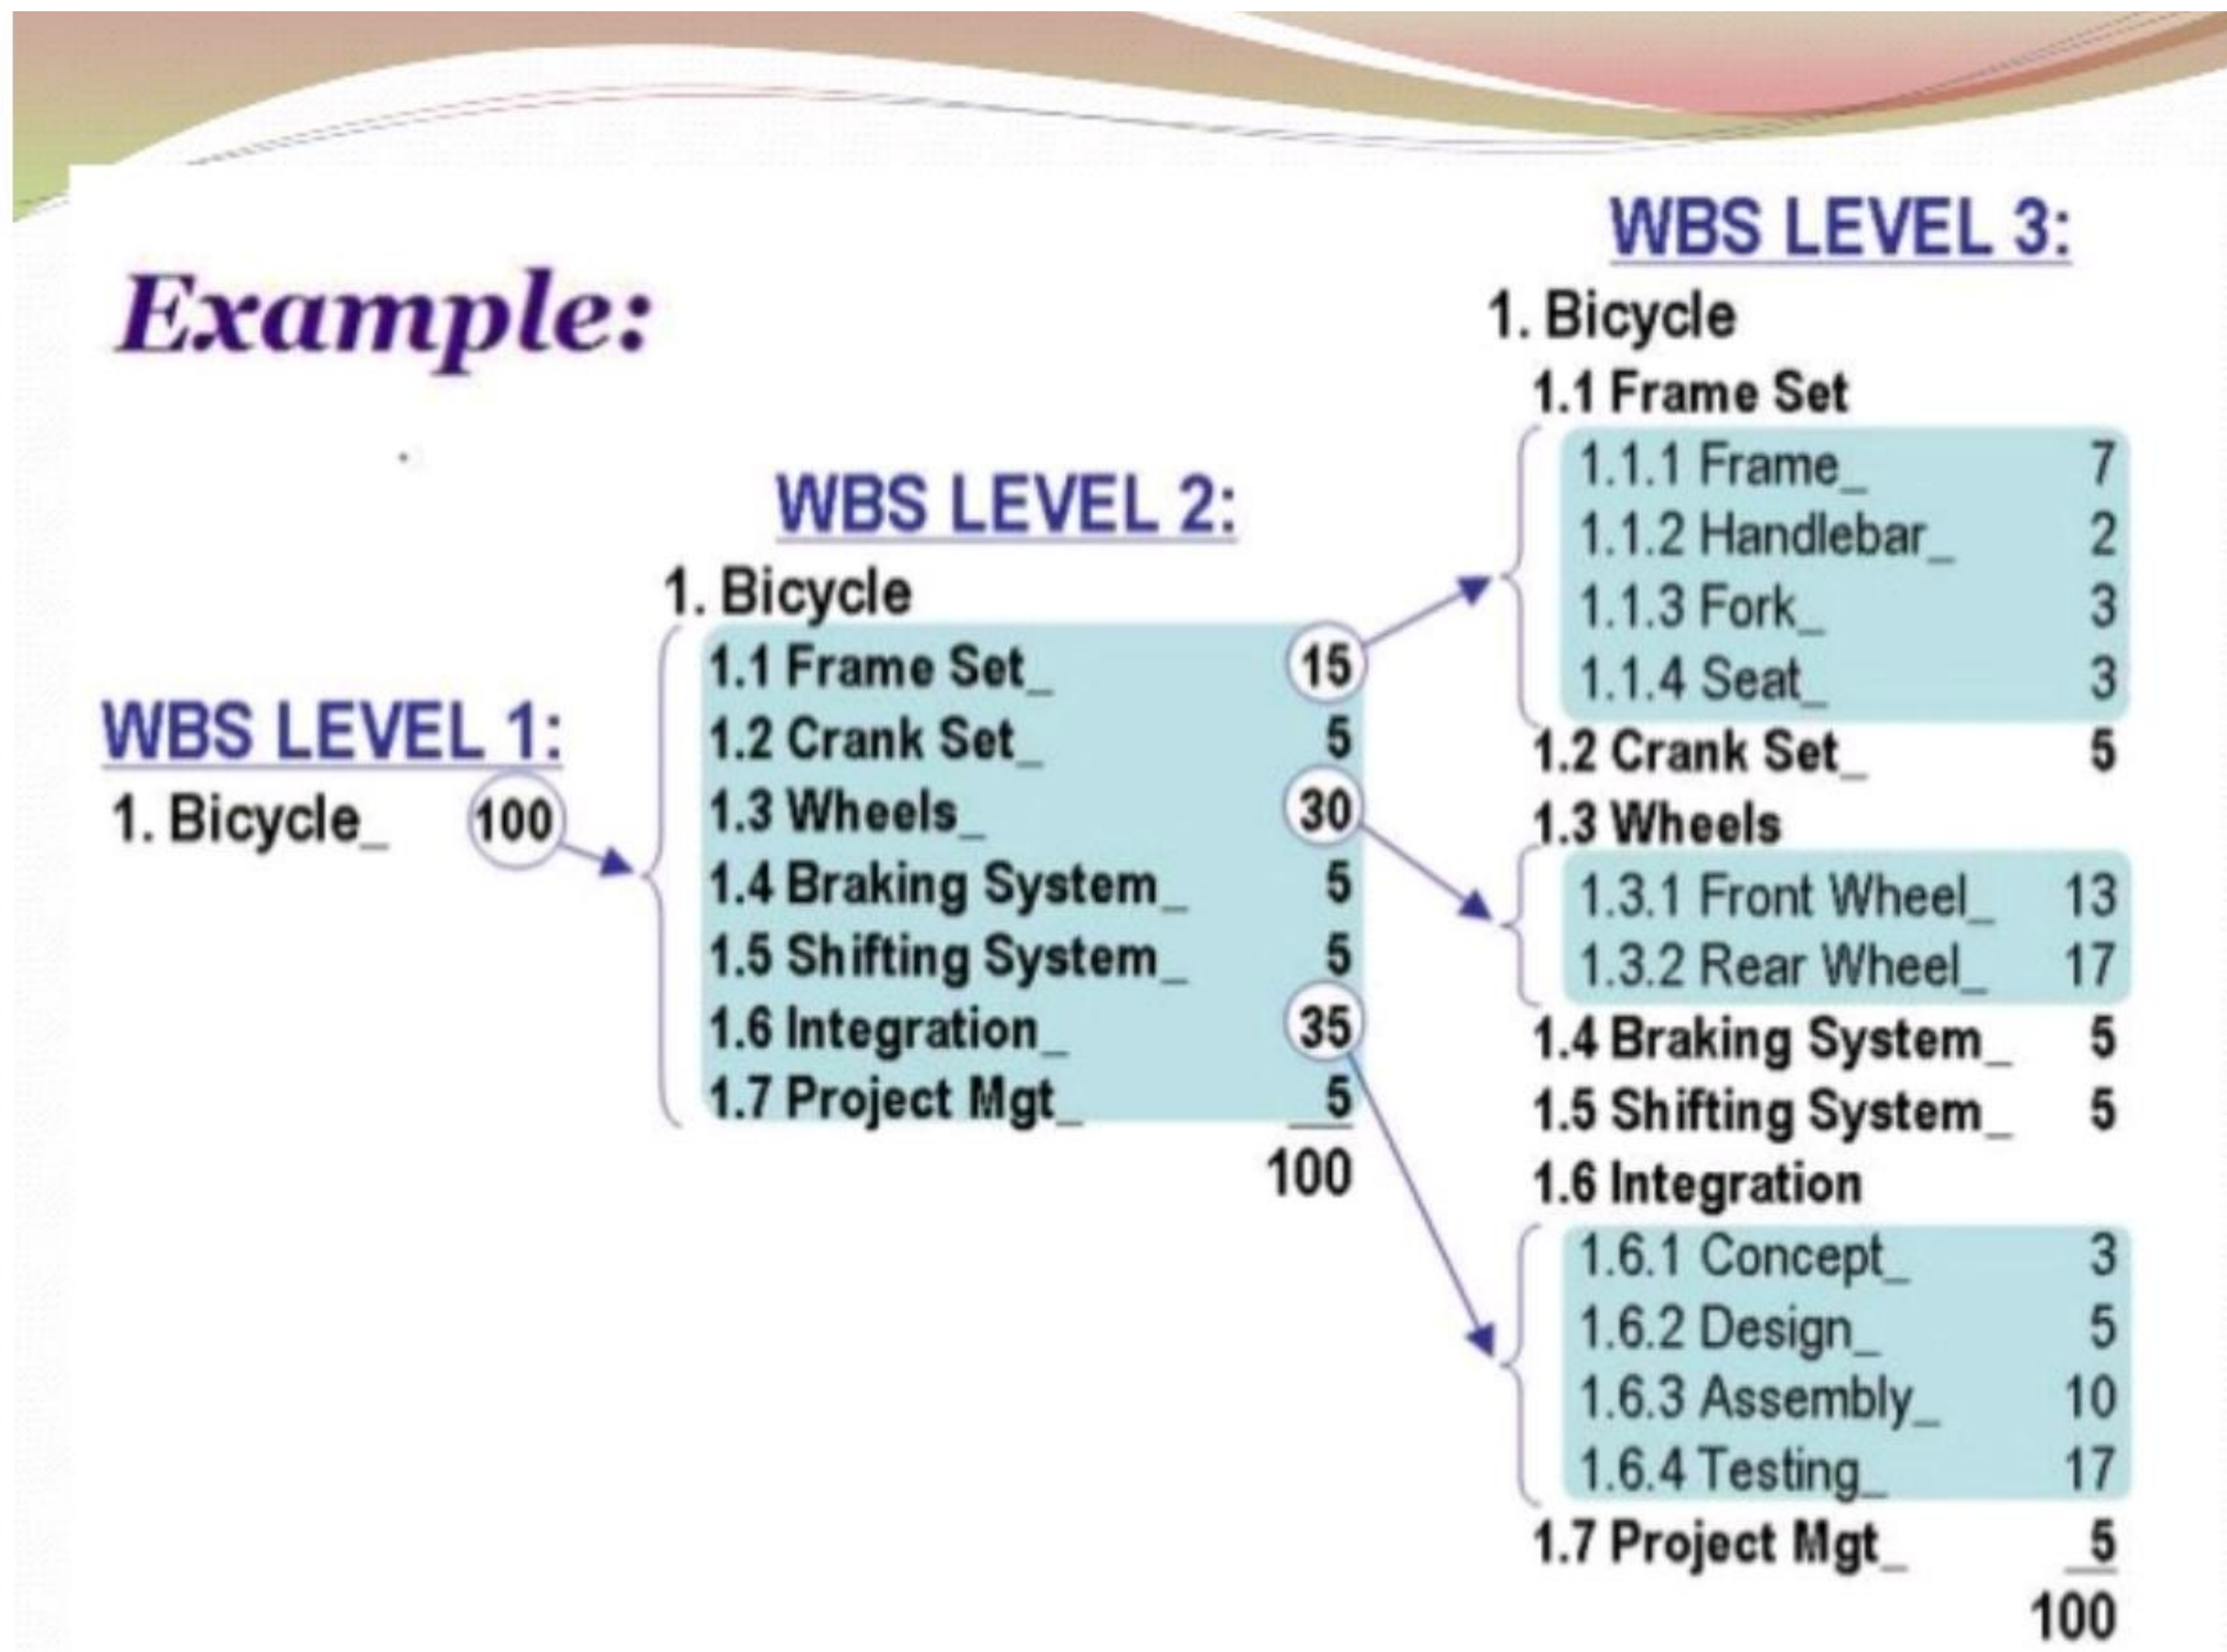 Example:
WBS LEVEL 1:
1. Bicycle_ 100
WBS LEVEL 2:
1. Bicycle
1.1 Frame Set_ 15
1.2 Crank Set_ 5
1.3 Wheels_ 30
1.4 Braking System_ 5
1.5 Shifting System_ 5
1.6 Integration_ 35
1.7 Project Mgt_ 5
100
WBS LEVEL 3:
1. Bicycle
1.1 Frame Set
1.1.1 Frame_ 7
1.1.2 Handlebar_ 2
1.1.3 Fork_ 3
1.1.4 Seat_ 3
1.2 Crank Set_ 5
1.3 Wheels
1.3.1 Front Wheel_ 13
1.3.2 Rear Wheel_ 17
1.4 Braking System_ 5
1.5 Shifting System_ 5
1.6 Integration
1.6.1 Concept_ 3
1.6.2 Design_ 5
1.6.3 Assembly_ 10
1.6.4 Testing_ 17
1.7 Project Mgt_ 5
100